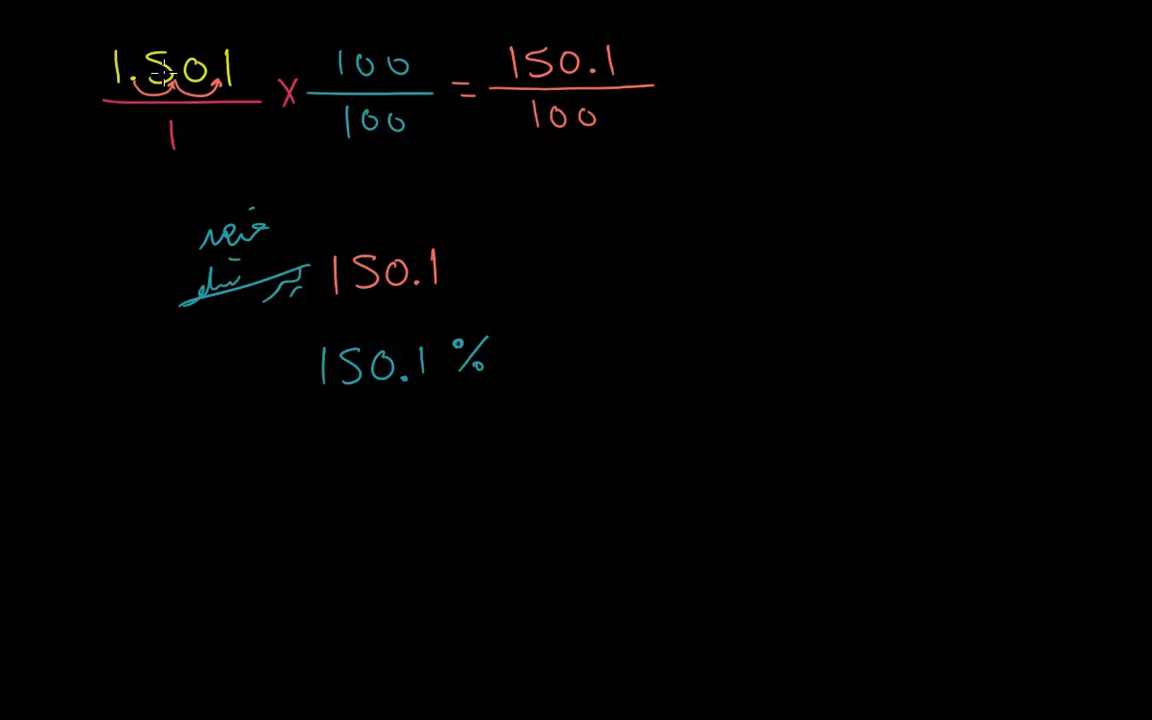 1.501 / 1 × 100 / 100 = 150.1 / 100
150.1
150.1 %